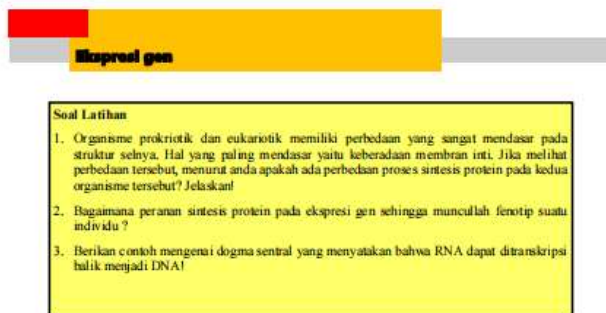 Ekspresi gen
Soal Latihan
1. Organisme prokriotik dan eukariotik memiliki perbedaan yang sangat mendasar pada
struktur selnya. Hal yang paling mendasar yaitu keberadaan membran inti. Jika melihat
perbedaan tersebut, menurut anda apakah ada perbedaan proses sintesis protein pada kedua
organisme tersebut? Jelaskan!
2. Bagaimana peranan sintesis protein pada ekspresi gen sehingga muncullah fenotip suatu
individu ?
3. Berikan contoh mengenai dogma sentral yang menyatakan bahwa RNA dapat ditranskripsi
balik menjadi DNA!